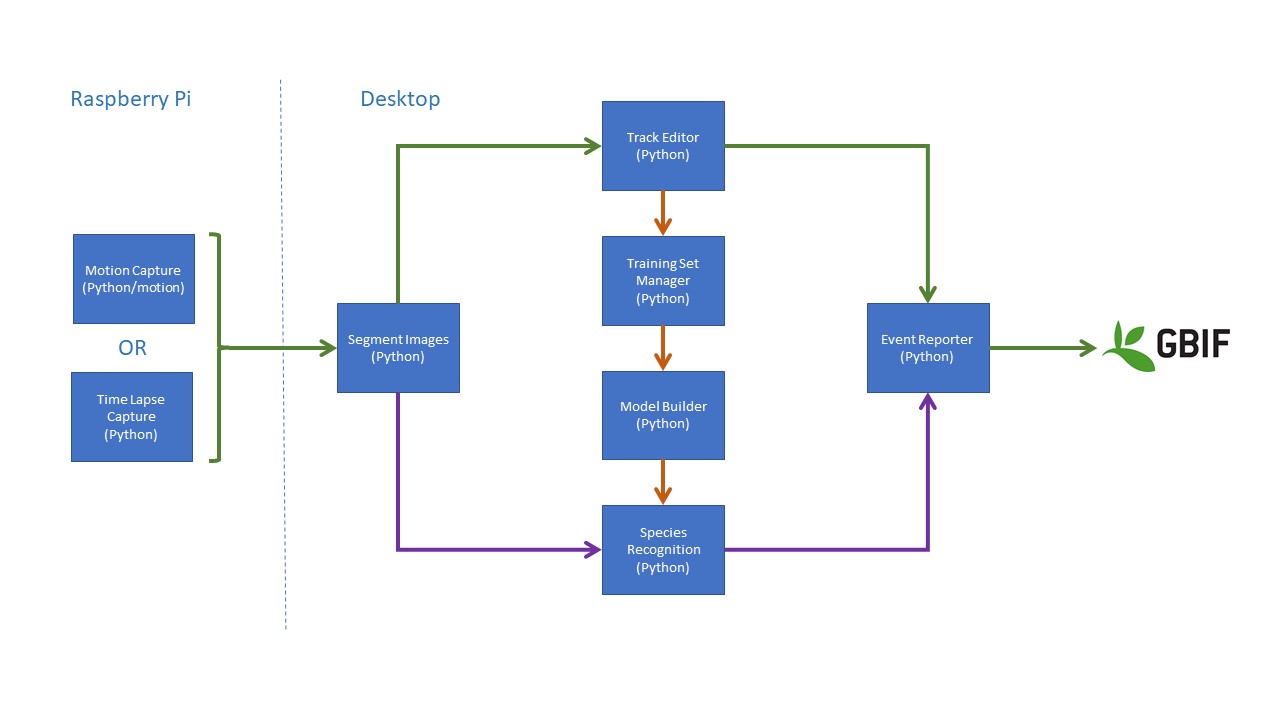 Raspberry Pi
Desktop
Motion Capture
(Python/motion)
OR
Time Lapse
Capture
(Python)
Segment Images
(Python)
Track Editor
(Python)
Training Set
Manager
(Python)
Model Builder
(Python)
Species
Recognition
(Python)
Event Reporter
(Python)
GBIF